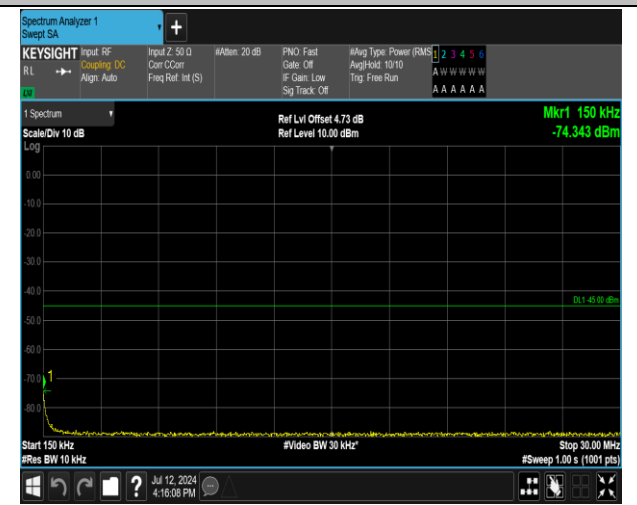 Spectrum Analyzer 1
Swept SA
+
KEYSIGHT Input: RF Input Z: 50 Ω #Atten: 20 dB PNO: Fast #Avg Type: Power (RMS 1 2 3 4 5 6
RL Coupling: DC Corr CCorr Gate: Off Avg|Hold: 10/10 A W W W W W
Align: Auto Freq Ref: Int (S) IF Gain: Low Trig: Free Run
Sig Track: Off A A A A A A
1 Spectrum Ref Lvl Offset 4.73 dB Mkr1 150 kHz
Scale/Div 10 dB Ref Level 10.00 dBm -74.343 dBm
Log
0.00
-10.0
-20.0
-30.0
-40.0
DL1 -45.00 dBm
-50.0
-60.0
-70.0 1
-80.0
Start 150 kHz #Video BW 30 kHz* Stop 30.00 MHz
#Res BW 10 kHz #Sweep 1.00 s (1001 pts)
? Jul 12, 2024
4:16:08 PM